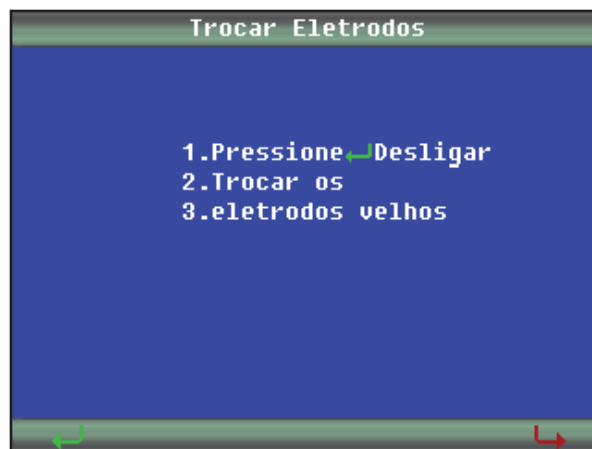 Trocar Eletrodos
1.Pressione↵Desligar
2.Trocar os
3.eletrodos velhos